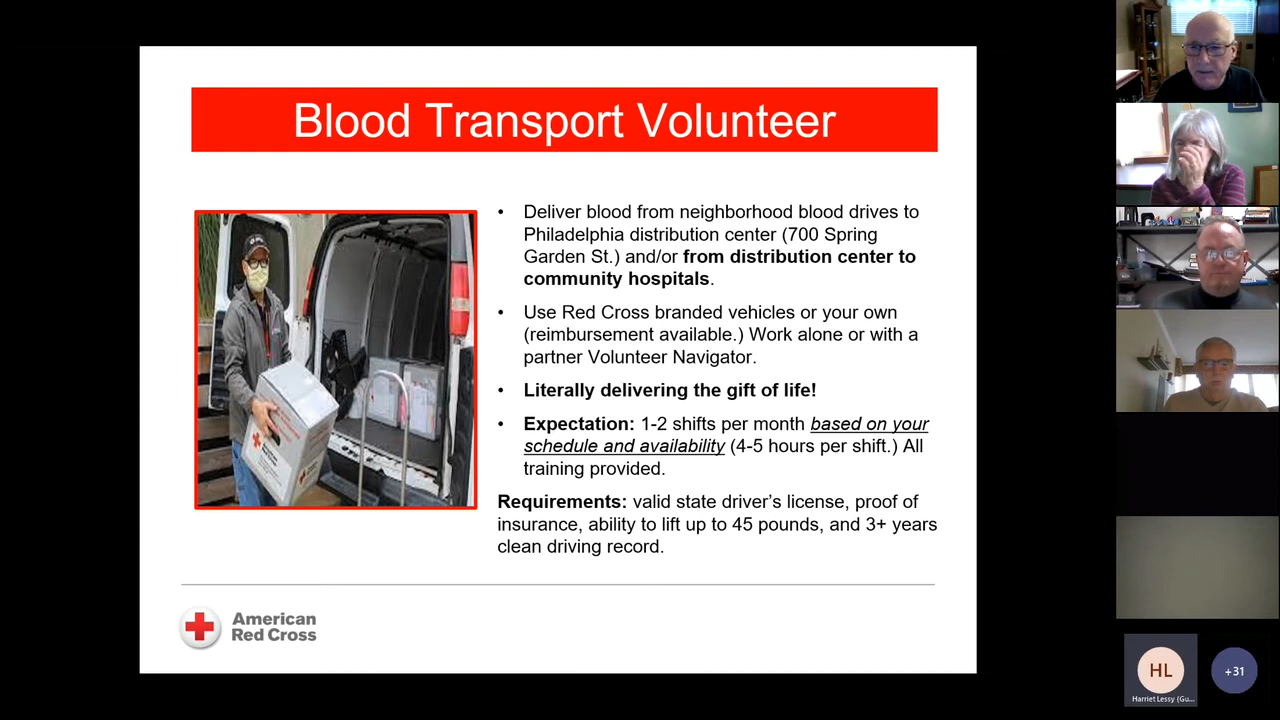 Blood Transport Volunteer
• Deliver blood from neighborhood blood drives to
Philadelphia distribution center (700 Spring
Garden St.) and/or from distribution center to
community hospitals.
• Use Red Cross branded vehicles or your own
(reimbursement available.) Work alone or with a
partner Volunteer Navigator.
• Literally delivering the gift of life!
• Expectation: 1-2 shifts per month based on your
schedule and availability (4-5 hours per shift.) All
training provided.
Requirements: valid state driver's license, proof of
insurance, ability to lift up to 45 pounds, and 3+ years
clean driving record.
American
Red Cross
HL
Harriet Lessy (Gu...
+31